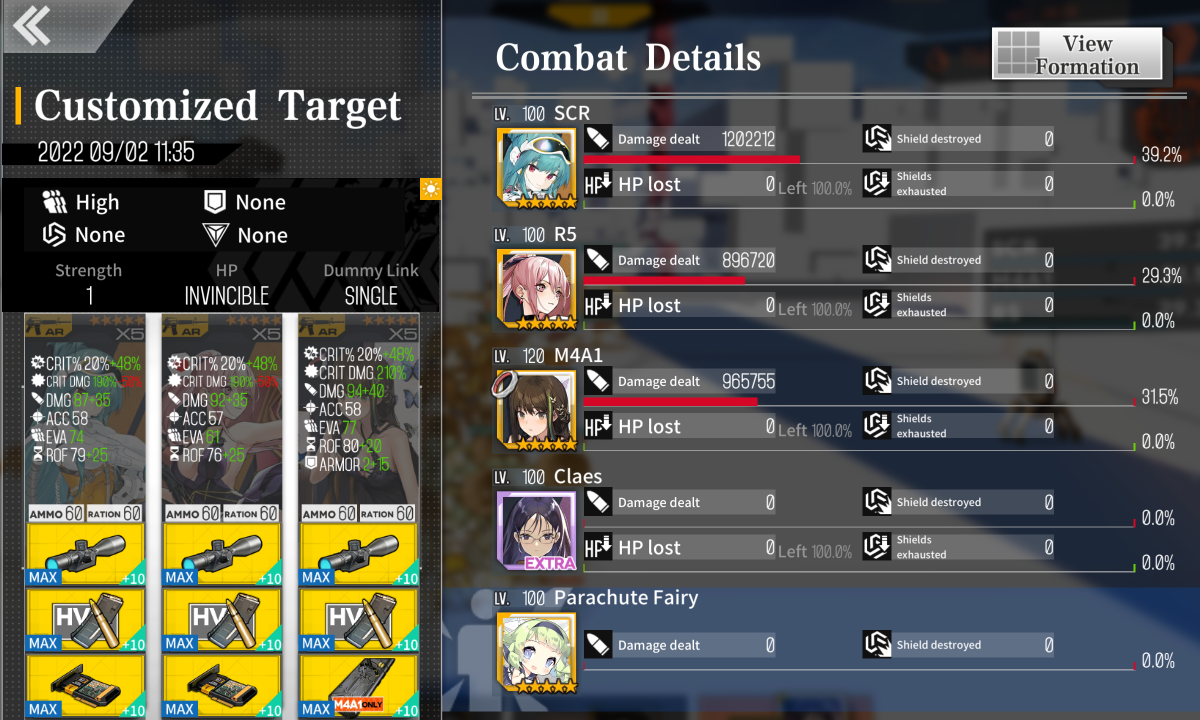 Customized Target
2022 09/02 11:35
High
None
None
None
Strength
HP
Dummy Link
1
INVINCIBLE
SINGLE
AR
X5
CRIT% 20%+48%
CRIT DMG 190%-50%
DMG 87+35
ACC 58
EVA 74
ROF 79+25
AMMO 60 RATION 60
MAX +10
HV
MAX +10
MAX +10
AR
X5
CRIT% 20%+48%
CRIT DMG 190%-50%
DMG 92+35
ACC 57
EVA 61
ROF 76+25
AMMO 60 RATION 60
MAX +10
HV
MAX +10
MAX +10
AR
X5
CRIT% 20%+48%
CRIT DMG 210%
DMG 94+40
ACC 58
EVA 77
ROF 80+20
ARMOR 2+15
AMMO 60 RATION 60
MAX +10
HV
MAX +10
M4A1 ONLY
MAX +10
Combat Details
View
Formation
LV. 100 SCR
Damage dealt 1202212
Shield destroyed 0
39.2%
HP lost 0 Left 100.0%
Shields
exhausted 0
0.0%
LV. 100 R5
Damage dealt 896720
Shield destroyed 0
29.3%
HP lost 0 Left 100.0%
Shields
exhausted 0
0.0%
LV. 120 M4A1
Damage dealt 965755
Shield destroyed 0
31.5%
HP lost 0 Left 100.0%
Shields
exhausted 0
0.0%
LV. 100 Claes
EXTRA
Damage dealt 0
Shield destroyed 0
0.0%
HP lost 0 Left 100.0%
Shields
exhausted 0
0.0%
LV. 100 Parachute Fairy
Damage dealt 0
Shield destroyed 0
0.0%